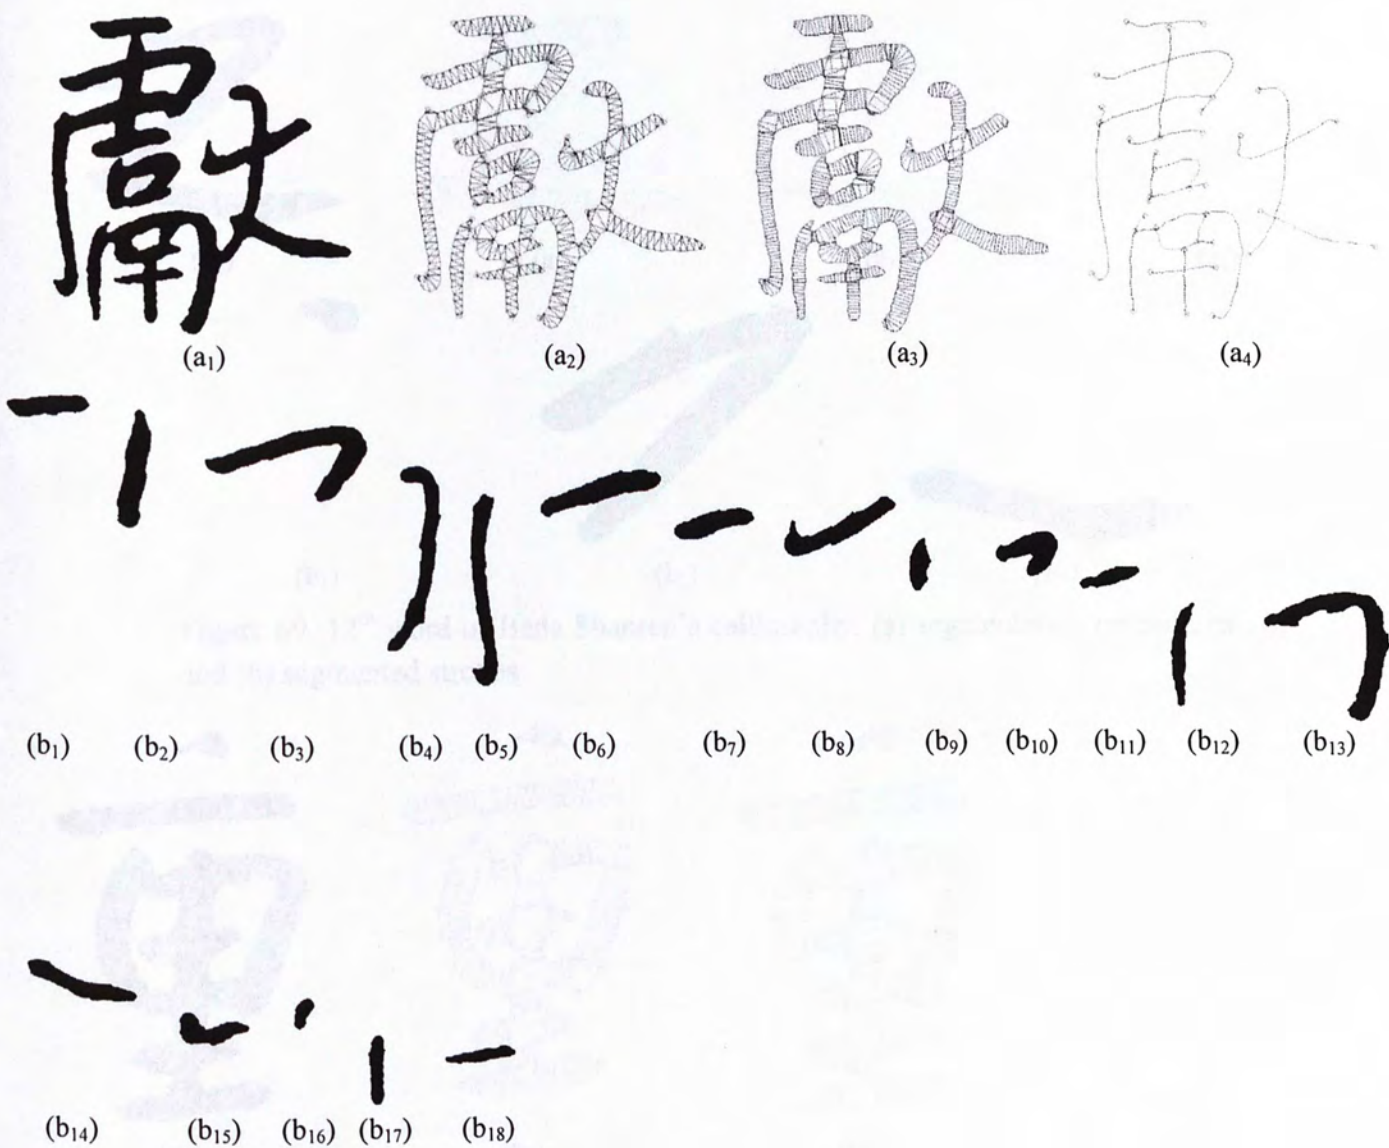 獻
(a₁) (a₂) (a₃) (a₄)
(b₁) (b₂) (b₃) (b₄) (b₅) (b₆) (b₇) (b₈) (b₉) (b₁₀) (b₁₁) (b₁₂) (b₁₃)
(b₁₄) (b₁₅) (b₁₆) (b₁₇) (b₁₈)